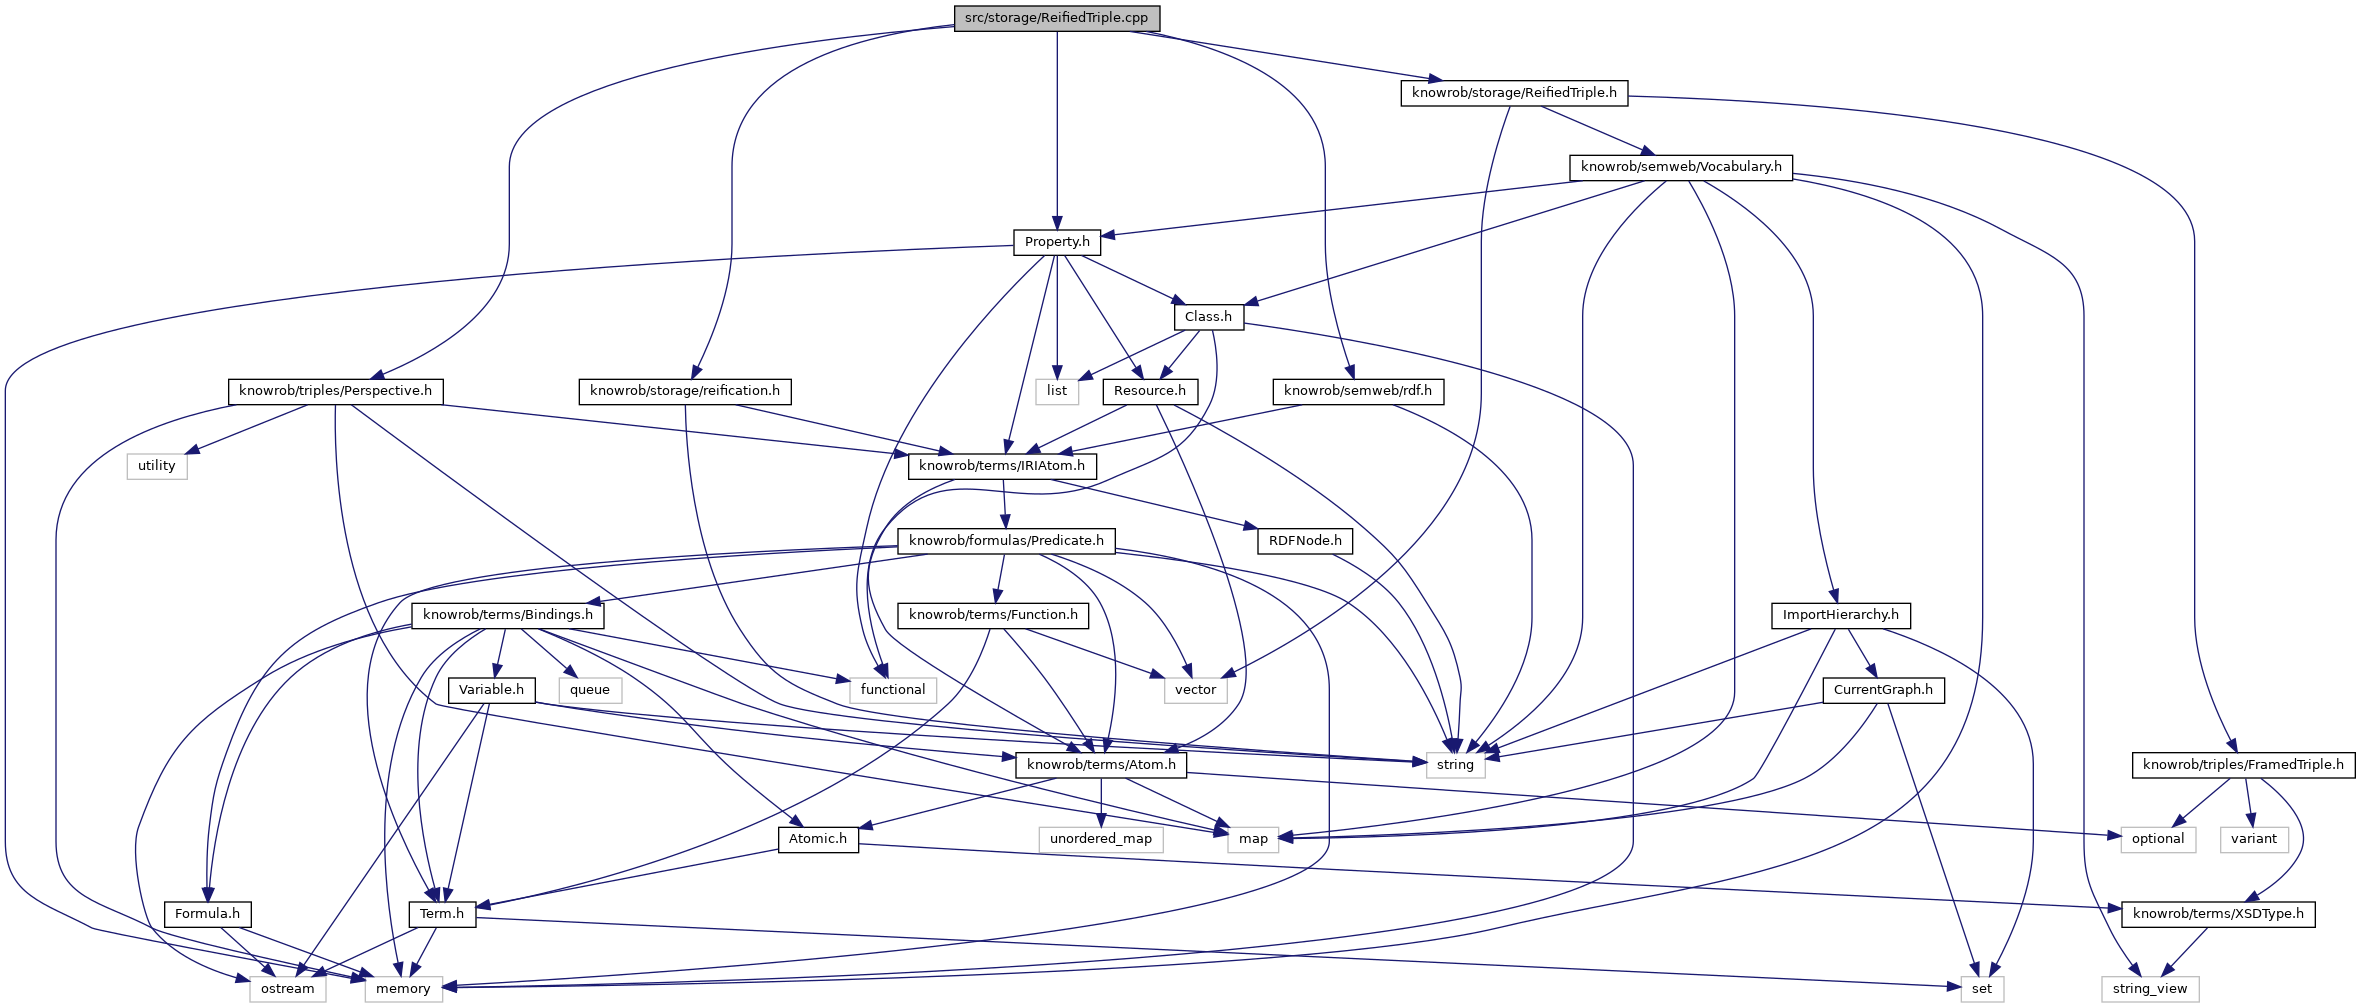 src/storage/ReifiedTriple.cpp
knowrob/storage/ReifiedTriple.h
knowrob/semweb/Vocabulary.h
Property.h
Class.h
knowrob/triples/Perspective.h
knowrob/storage/reification.h
list
Resource.h
knowrob/semweb/rdf.h
utility
knowrob/terms/IRIAtom.h
knowrob/formulas/Predicate.h
RDFNode.h
knowrob/terms/Bindings.h
knowrob/terms/Function.h
ImportHierarchy.h
Variable.h
queue
functional
vector
CurrentGraph.h
knowrob/terms/Atom.h
string
knowrob/triples/FramedTriple.h
Atomic.h
unordered_map
map
optional
variant
Formula.h
Term.h
knowrob/terms/XSDType.h
ostream
memory
set
string_view